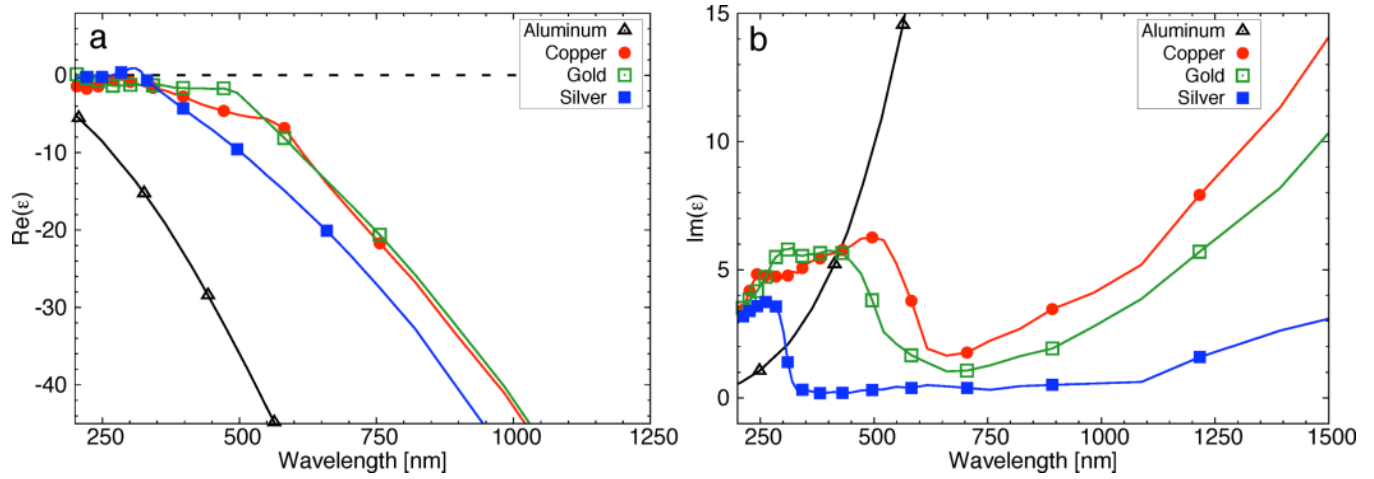 a
Aluminum
Copper
Gold
Silver
0
-10
-20
-30
-40
Re(ε)
250 500 750 1000 1250
Wavelength [nm]
b
Aluminum
Copper
Gold
Silver
15
10
5
0
Im(ε)
250 500 750 1000 1250 1500
Wavelength [nm]